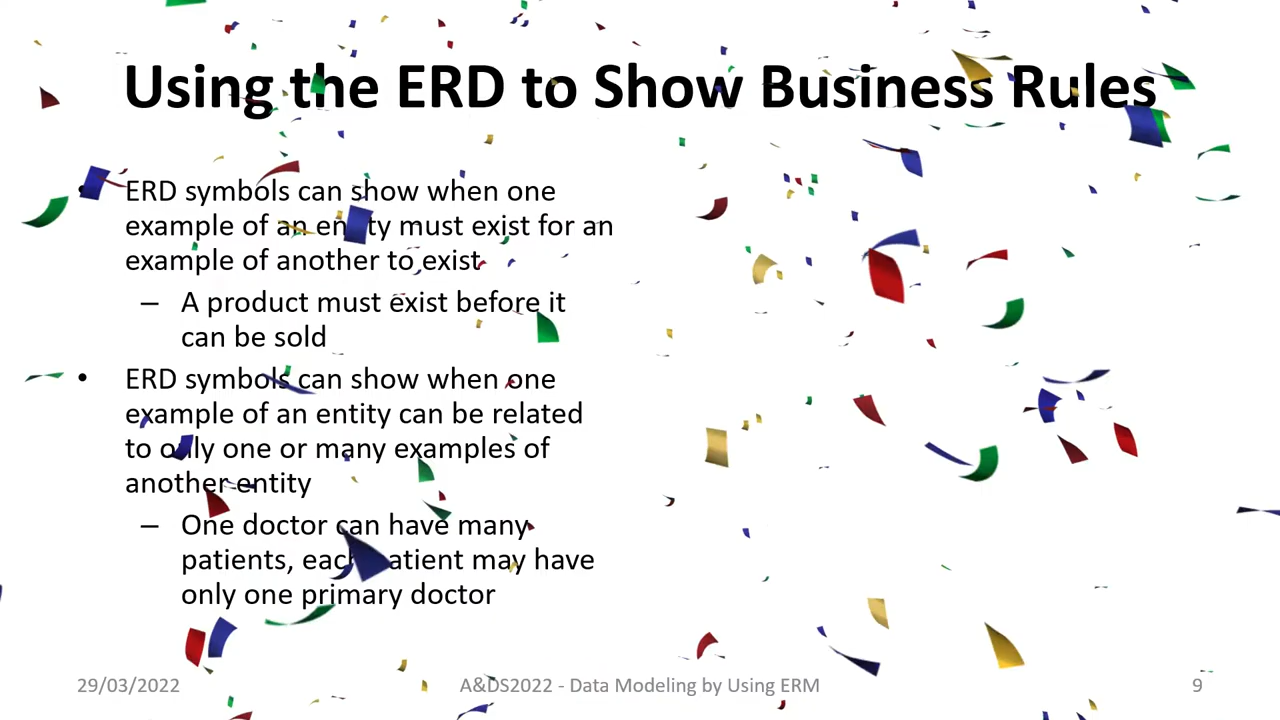 Using the ERD to Show Business Rules
• ERD symbols can show when one
example of an entity must exist for an
example of another to exist
– A product must exist before it
can be sold
• ERD symbols can show when one
example of an entity can be related
to only one or many examples of
another entity
– One doctor can have many
patients, each patient may have
only one primary doctor
29/03/2022
A&DS2022 - Data Modeling by Using ERM
9